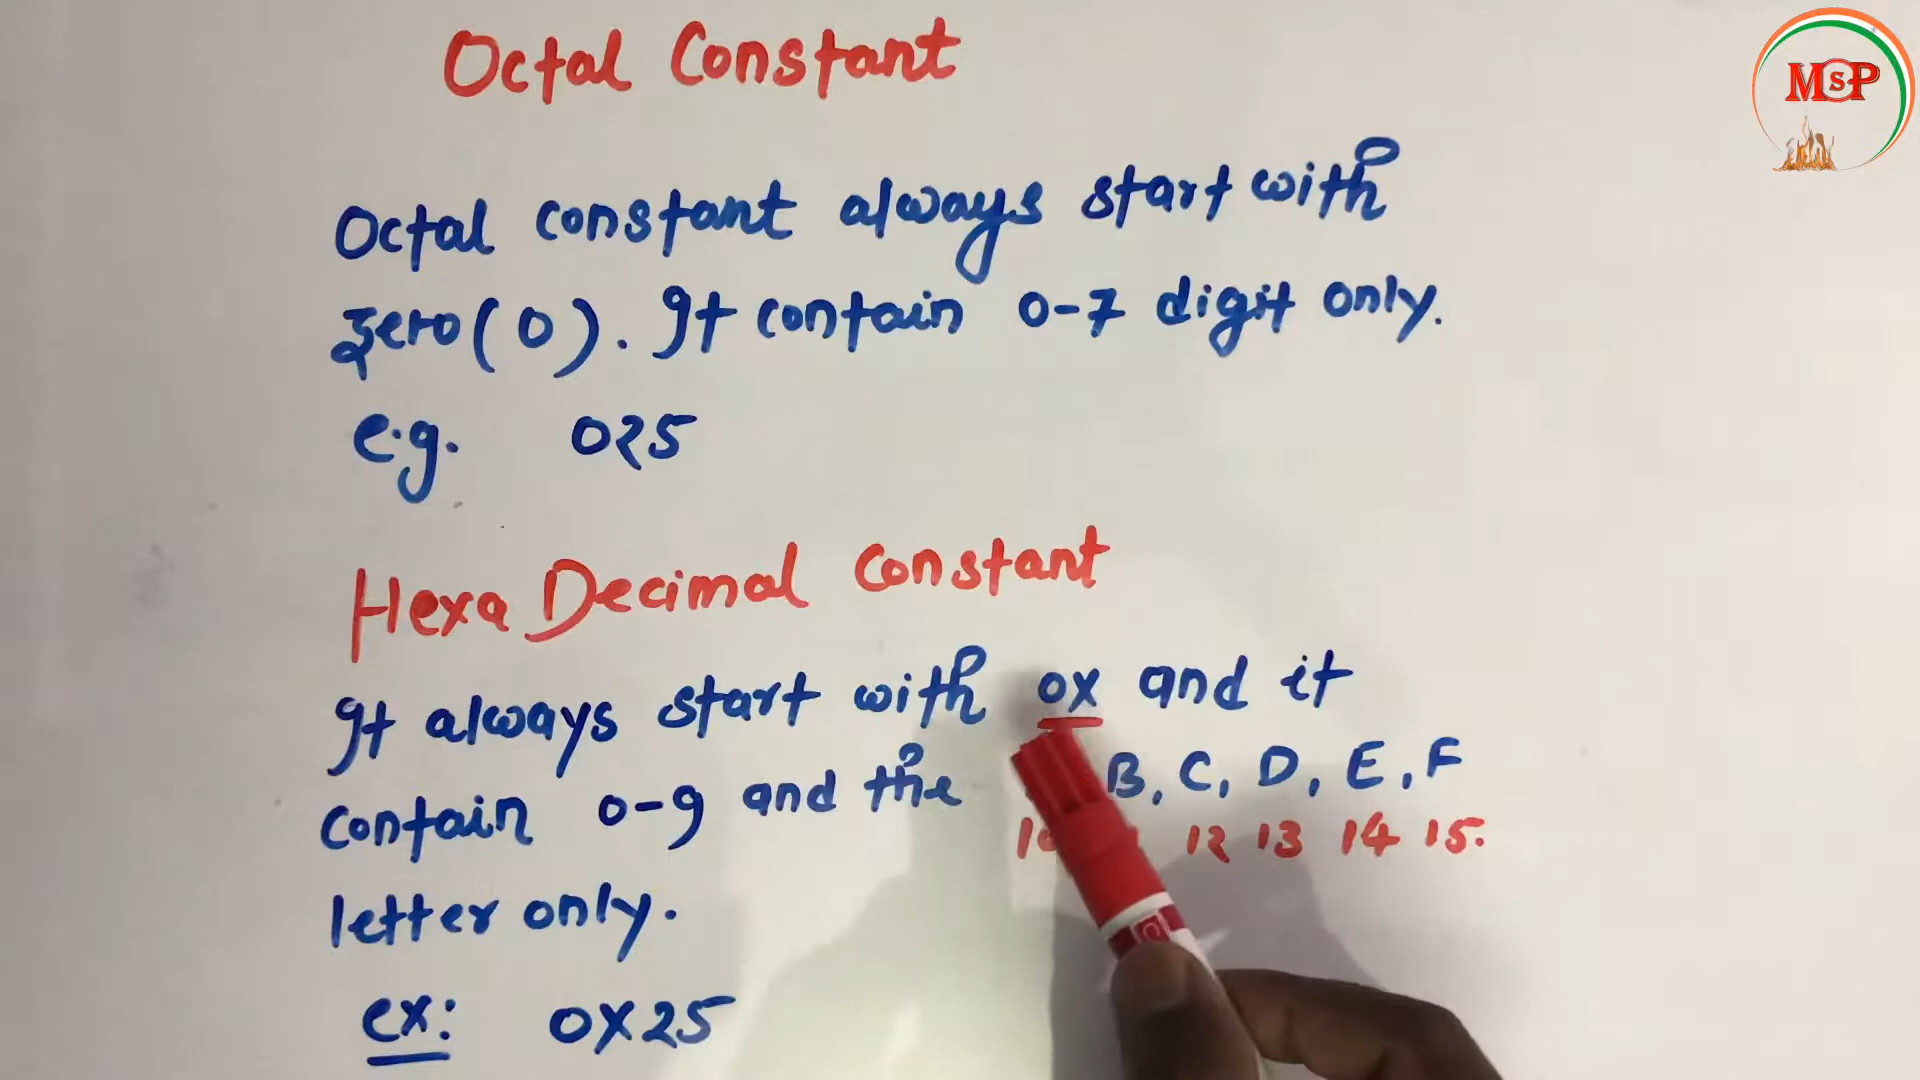 MSP
Octal Constant
Octal constant always start with
zero(0). It contain 0-7 digit only.
e.g. 025
Hexa Decimal Constant
It always start with 0x and it
contain 0-9 and the B, C, D, E, F
12 13 14 15.
letter only.
ex: 0X25